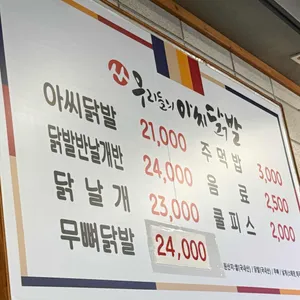 우리들의 아씨닭발
아씨닭발 21,000
닭발반날개반 24,000
닭날개 23,000
무뼈닭발 24,000
주먹밥 3,000
음료 2,500
쿨피스 2,000